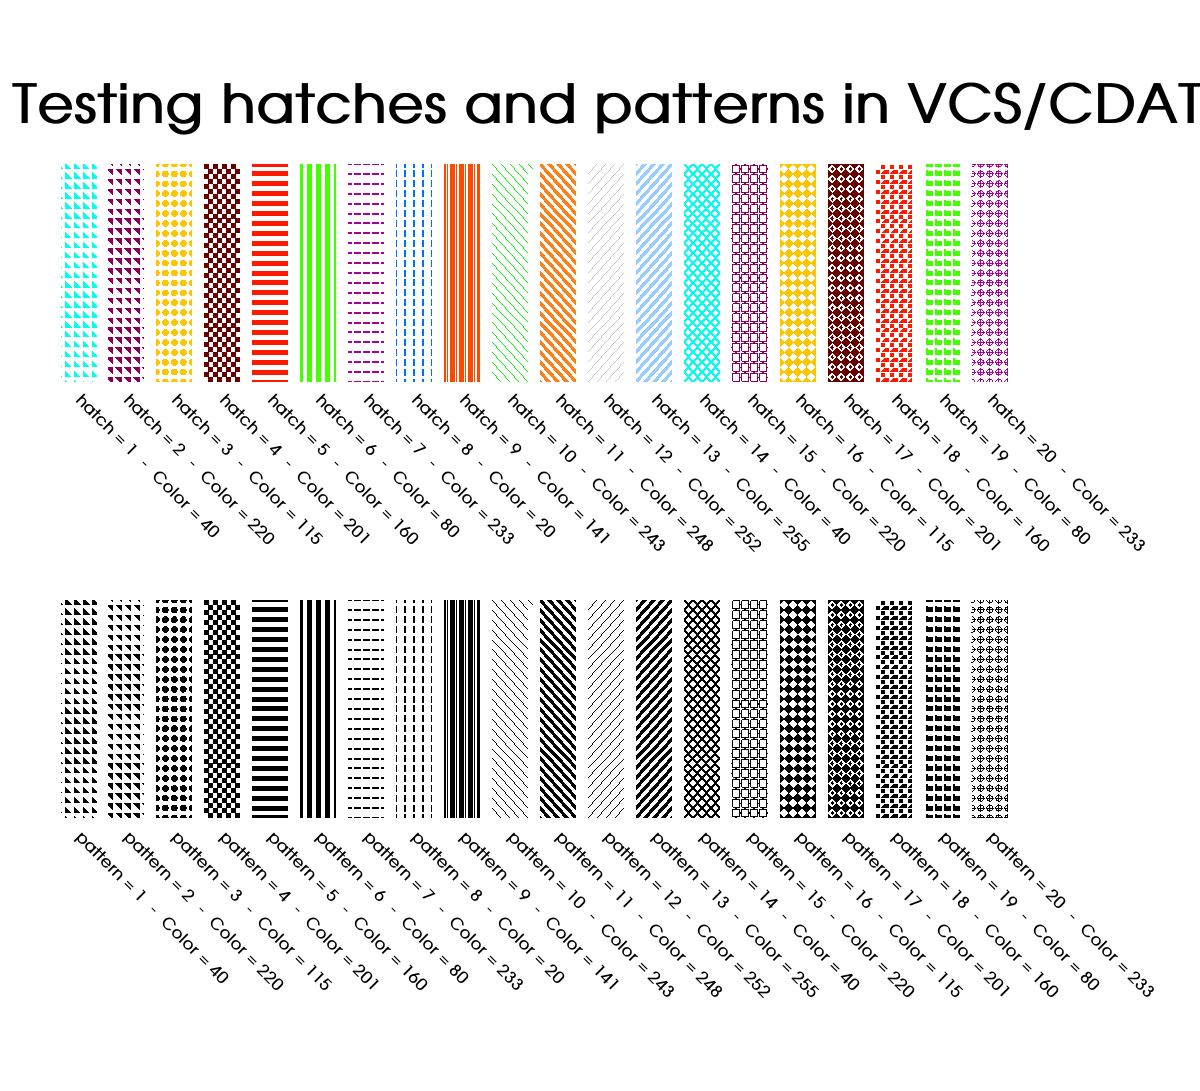 Testing hatches and patterns in VCS/CDAT
hatch = 1 - Color = 40
hatch = 2 - Color = 220
hatch = 3 - Color = 115
hatch = 4 - Color = 201
hatch = 5 - Color = 160
hatch = 6 - Color = 80
hatch = 7 - Color = 233
hatch = 8 - Color = 20
hatch = 9 - Color = 141
hatch = 10 - Color = 243
hatch = 11 - Color = 248
hatch = 12 - Color = 252
hatch = 13 - Color = 255
hatch = 14 - Color = 40
hatch = 15 - Color = 220
hatch = 16 - Color = 115
hatch = 17 - Color = 201
hatch = 18 - Color = 160
hatch = 19 - Color = 80
hatch = 20 - Color = 233
pattern = 1 - Color = 40
pattern = 2 - Color = 220
pattern = 3 - Color = 115
pattern = 4 - Color = 201
pattern = 5 - Color = 160
pattern = 6 - Color = 80
pattern = 7 - Color = 233
pattern = 8 - Color = 20
pattern = 9 - Color = 141
pattern = 10 - Color = 243
pattern = 11 - Color = 248
pattern = 12 - Color = 252
pattern = 13 - Color = 255
pattern = 14 - Color = 40
pattern = 15 - Color = 220
pattern = 16 - Color = 115
pattern = 17 - Color = 201
pattern = 18 - Color = 160
pattern = 19 - Color = 80
pattern = 20 - Color = 233